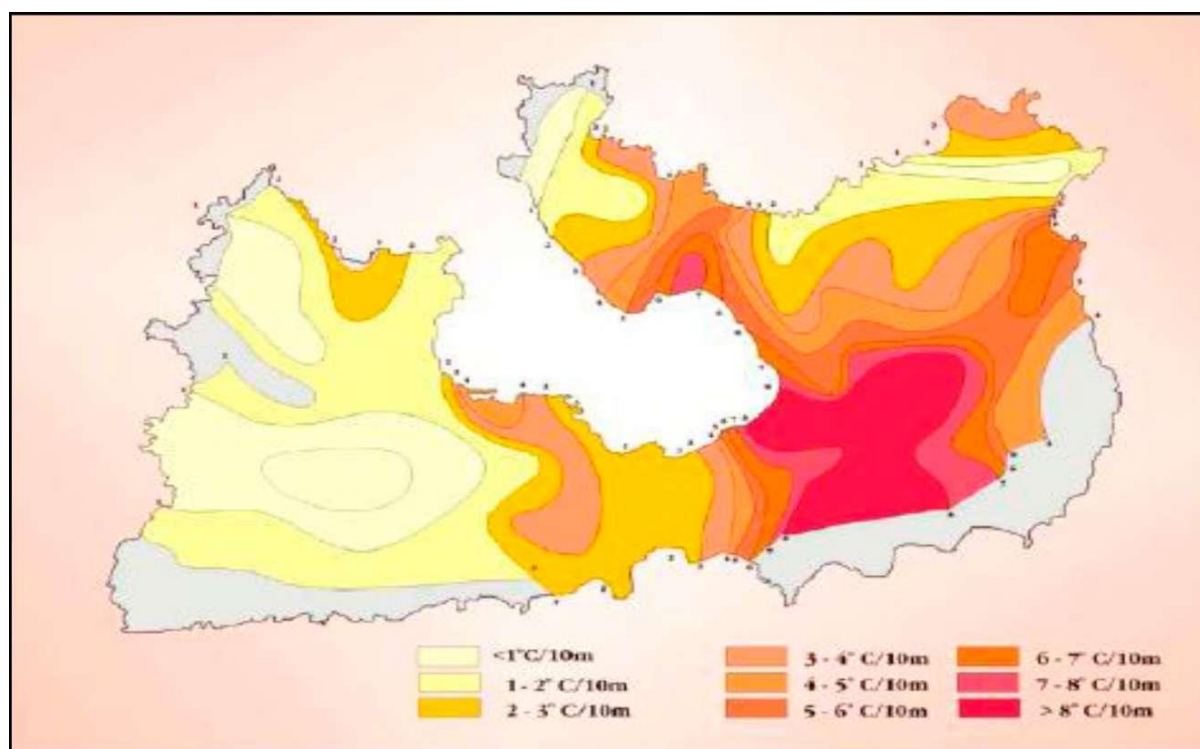 <1°C/10m
1 - 2° C/10m
2 - 3° C/10m
3 - 4° C/10m
4 - 5° C/10m
5 - 6° C/10m
6 - 7° C/10m
7 - 8° C/10m
> 8° C/10m